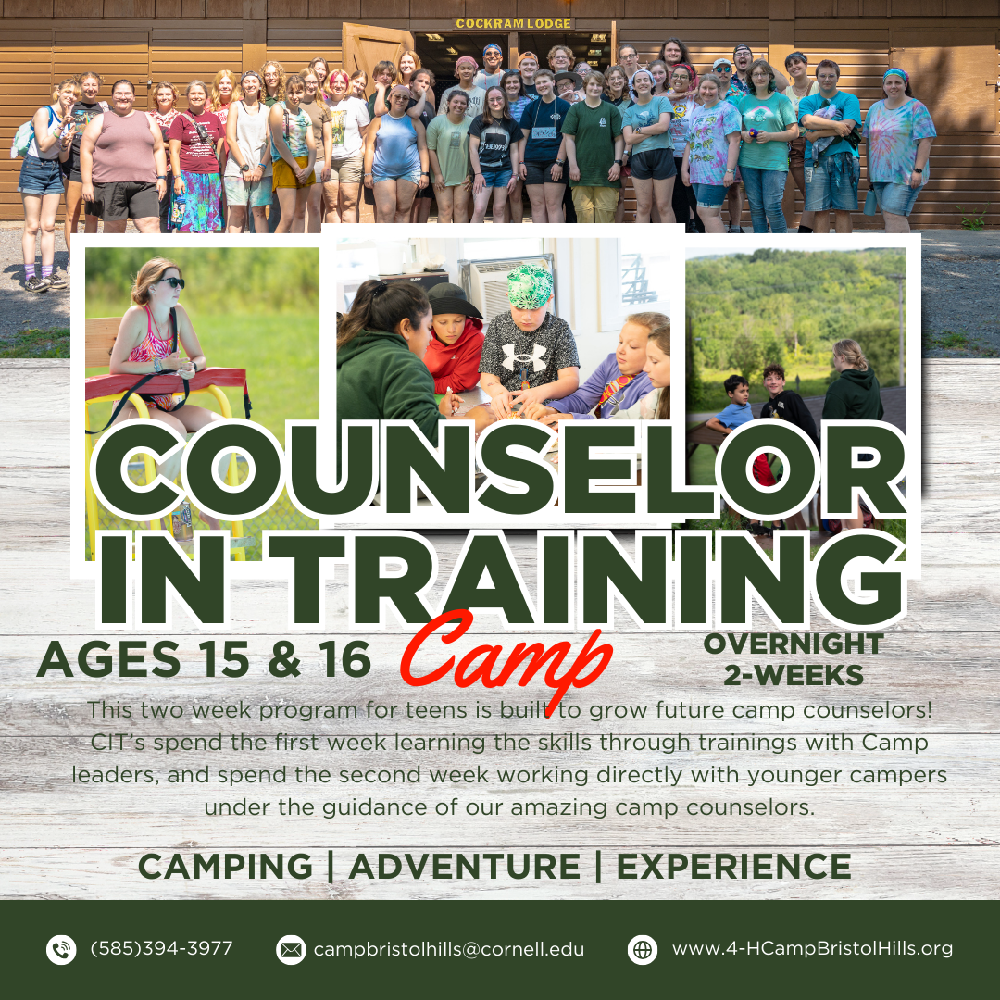 COCKRAM LODGE
COUNSELOR
IN TRAINING
AGES 15 & 16
Camp
OVERNIGHT
2-WEEKS
This two week program for teens is built to grow future camp counselors!
CIT's spend the first week learning the skills through trainings with Camp
leaders, and spend the second week working directly with younger campers
under the guidance of our amazing camp counselors.
CAMPING | ADVENTURE | EXPERIENCE
(585)394-3977
campbristolhills@cornell.edu
www.4-HCampBristolHills.org